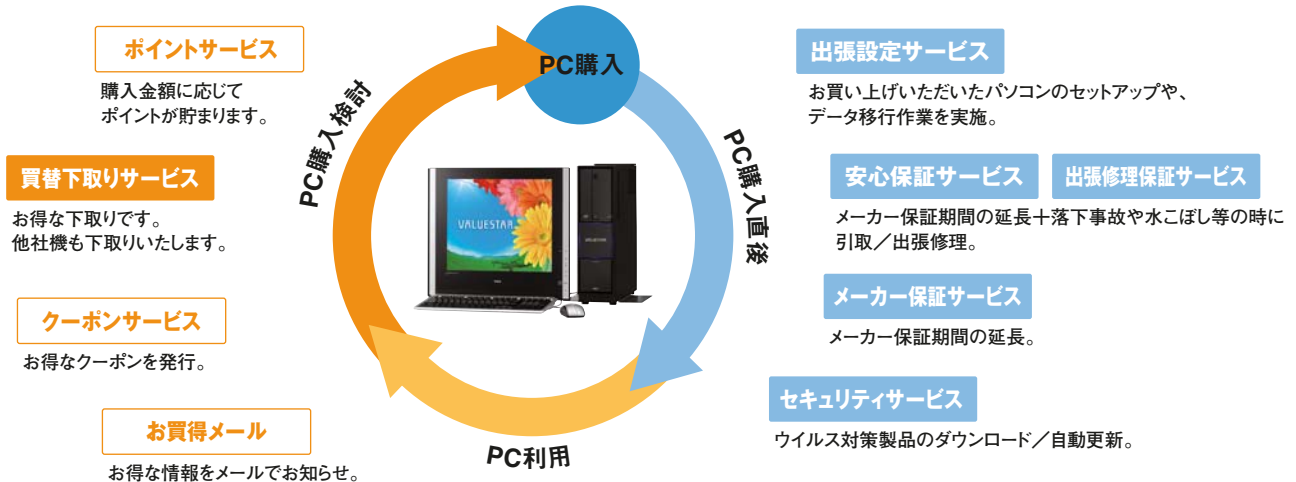 ポイントサービス
購入金額に応じて
ポイントが貯まります。
買替下取りサービス
お得な下取りです。
他社機も下取りいたします。
クーポンサービス
お得なクーポンを発行。
お買得メール
お得な情報をメールでお知らせ。
PC購入
PC購入検討
PC購入直後
PC利用
VALUESTAR
VALUESTAR
出張設定サービス
お買い上げいただいたパソコンのセットアップや、
データ移行作業を実施。
安心保証サービス
出張修理保証サービス
メーカー保証期間の延長＋落下事故や水こぼし等の時に
引取／出張修理。
メーカー保証サービス
メーカー保証期間の延長。
セキュリティサービス
ウイルス対策製品のダウンロード／自動更新。